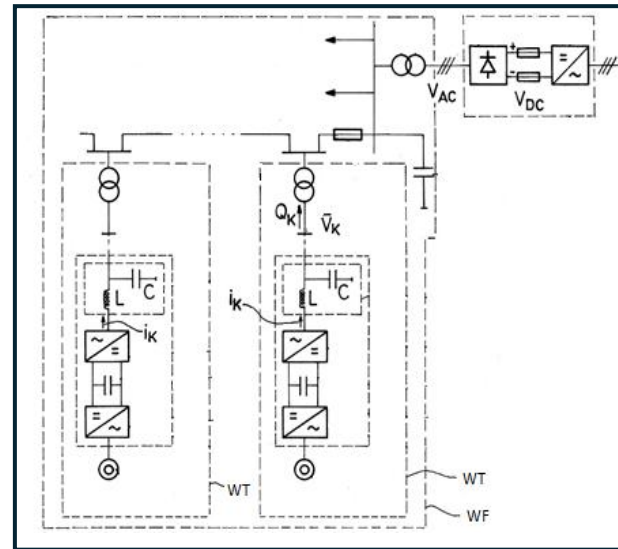 +
-
V_AC
V_DC
Q_K
V̄_K
C
L
i_K
C
L
i_K
~
=
~
=
=
~
=
~
=
~
WT
WT
WF